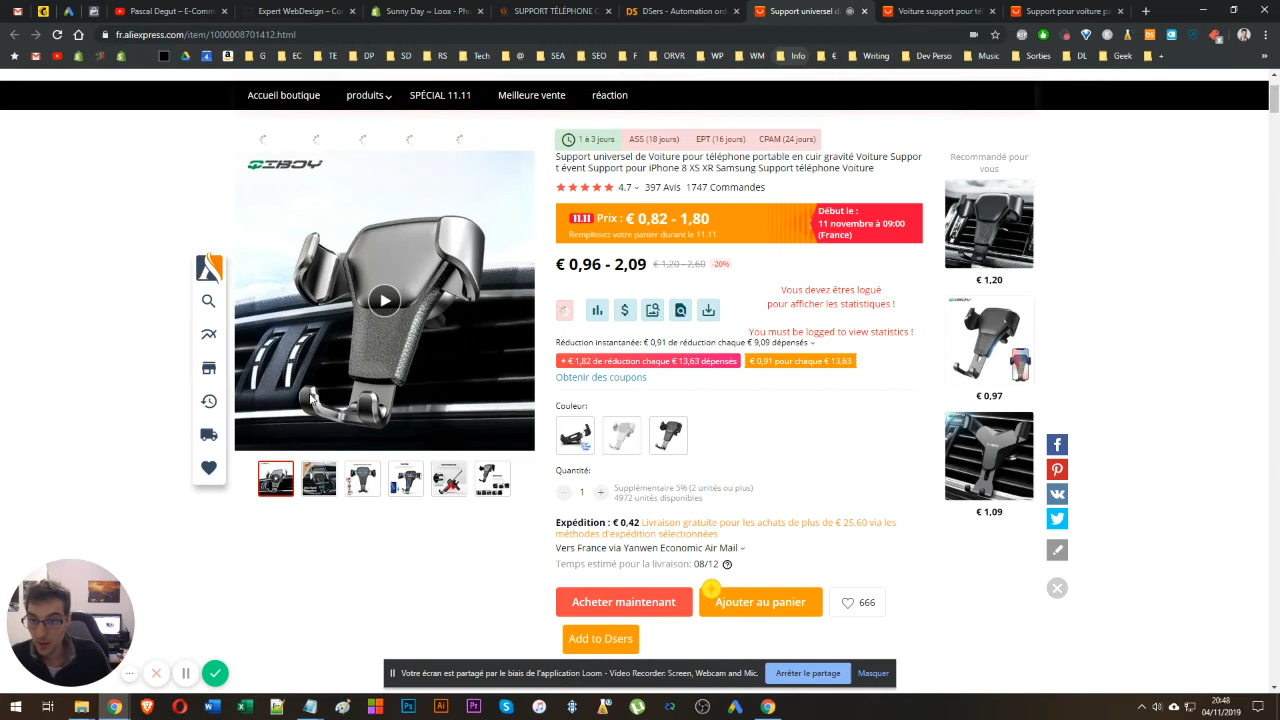 Pascal Degut - E-Comm
Expert WebDesign – Co
Sunny Day ~ Loox · Pho
SUPPORT TÉLÉPHONE C
DSers - Automation ord
Support universel d
Voiture support pour té
Support pour voiture po
fr.aliexpress.com/item/1000008701412.html
G
EC
TE
DP
SD
RS
Tech
@
SEA
SEO
F
ORVR
WP
WM
Info
€
Writing
Dev Perso
Music
Sorties
DL
Geek
+
Accueil boutique
produits
SPÉCIAL 11.11
Meilleure vente
réaction
1 à 3 jours
ASS (18 jours)
EPT (16 jours)
CPAM (24 jours)
QIBOY
Support universel de Voiture pour téléphone portable en cuir gravité Voiture Suppor
t évent Support pour iPhone 8 XS XR Samsung Support téléphone Voiture
4.7
397 Avis
1747 Commandes
11.11 Prix : € 0,82 - 1,80
Remplissez votre panier durant le 11.11
Début le :
11 novembre à 09:00
(France)
€ 0,96 - 2,09 € 1,20 - 2,60 -20%
Vous devez êtres logué
pour afficher les statistiques !
You must be logged to view statistics !
Réduction instantanée: € 0,91 de réduction chaque € 9,09 dépensés
€ 1,82 de réduction chaque € 13,63 dépensés
€ 0,91 pour chaque € 13,63
Obtenir des coupons
Couleur:
Quantité:
1
Supplémentaire 5% (2 unités ou plus)
4972 unités disponibles
Expédition : € 0,42 Livraison gratuite pour les achats de plus de € 25,60 via les
méthodes d'expédition sélectionnées
Vers France via Yanwen Economic Air Mail
Temps estimé pour la livraison: 08/12
Acheter maintenant
Ajouter au panier
666
Add to Dsers
Recommandé pour
vous
€ 1,20
€ 0,97
€ 1,09
Votre écran est partagé par le biais de l'application Loom - Video Recorder: Screen, Webcam and Mic.
Arrêter le partage
Masquer
20:48
04/11/2019